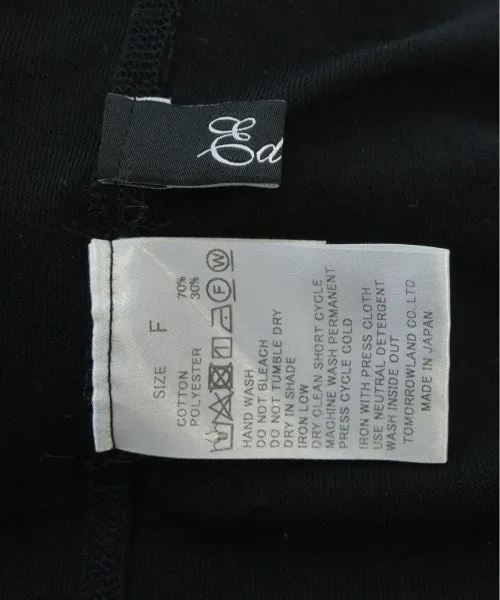 Ed
SIZE F
COTTON 70%
POLYESTER 30%
F W
HAND WASH
DO NOT BLEACH
DO NOT TUMBLE DRY
DRY IN SHADE
IRON LOW
DRY CLEAN SHORT CYCLE
MACHINE WASH PERMANENT
PRESS CYCLE COLD
IRON WITH PRESS CLOTH
USE NEUTRAL DETERGENT
WASH INSIDE OUT
TOMORROWLAND CO.,LTD.
MADE IN JAPAN